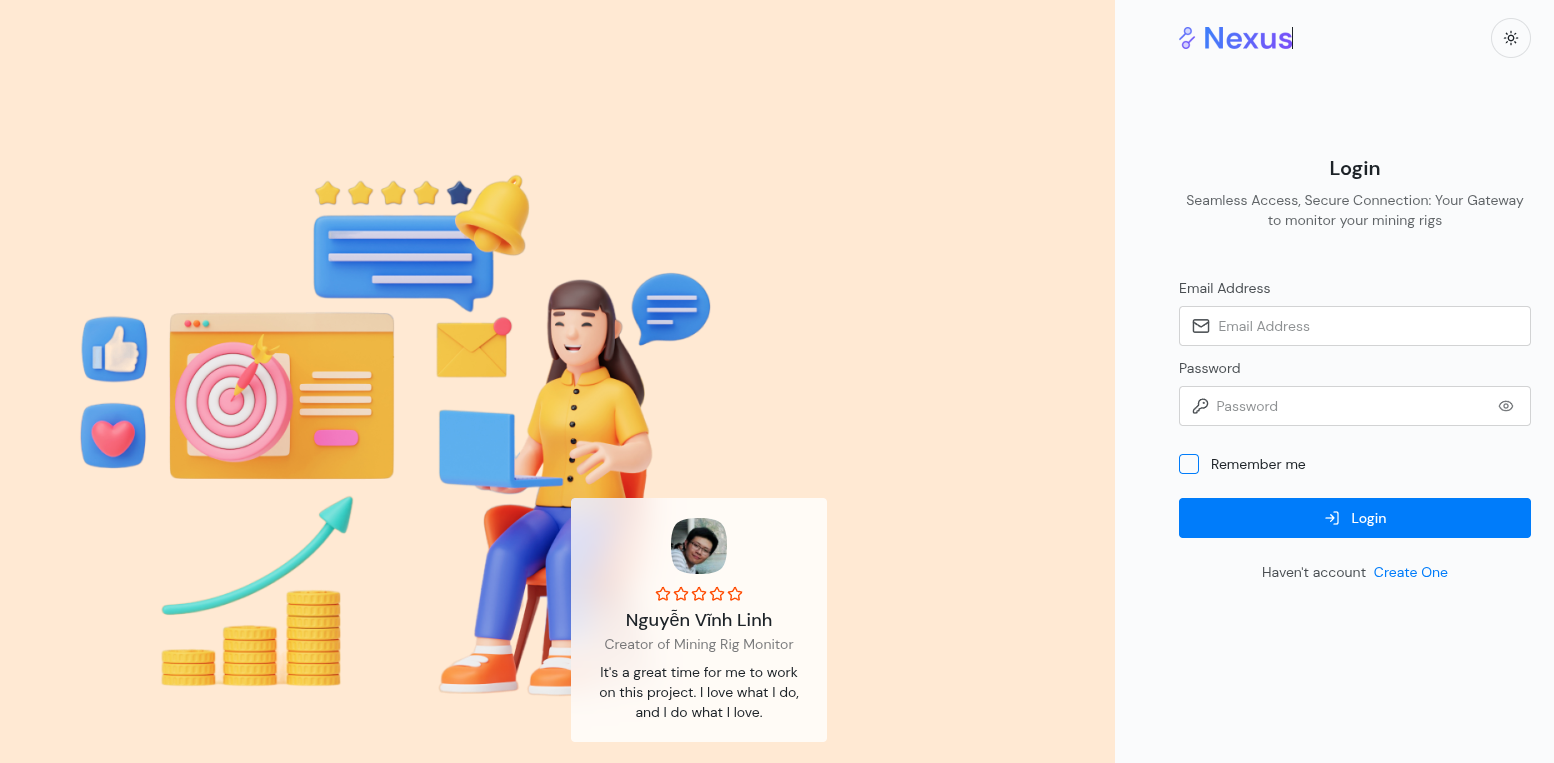 Nexus
Login
Seamless Access, Secure Connection: Your Gateway
to monitor your mining rigs
Email Address
Email Address
Password
Password
Remember me
Login
Haven't account Create One
Nguyễn Vĩnh Linh
Creator of Mining Rig Monitor
It's a great time for me to work
on this project. I love what I do,
and I do what I love.